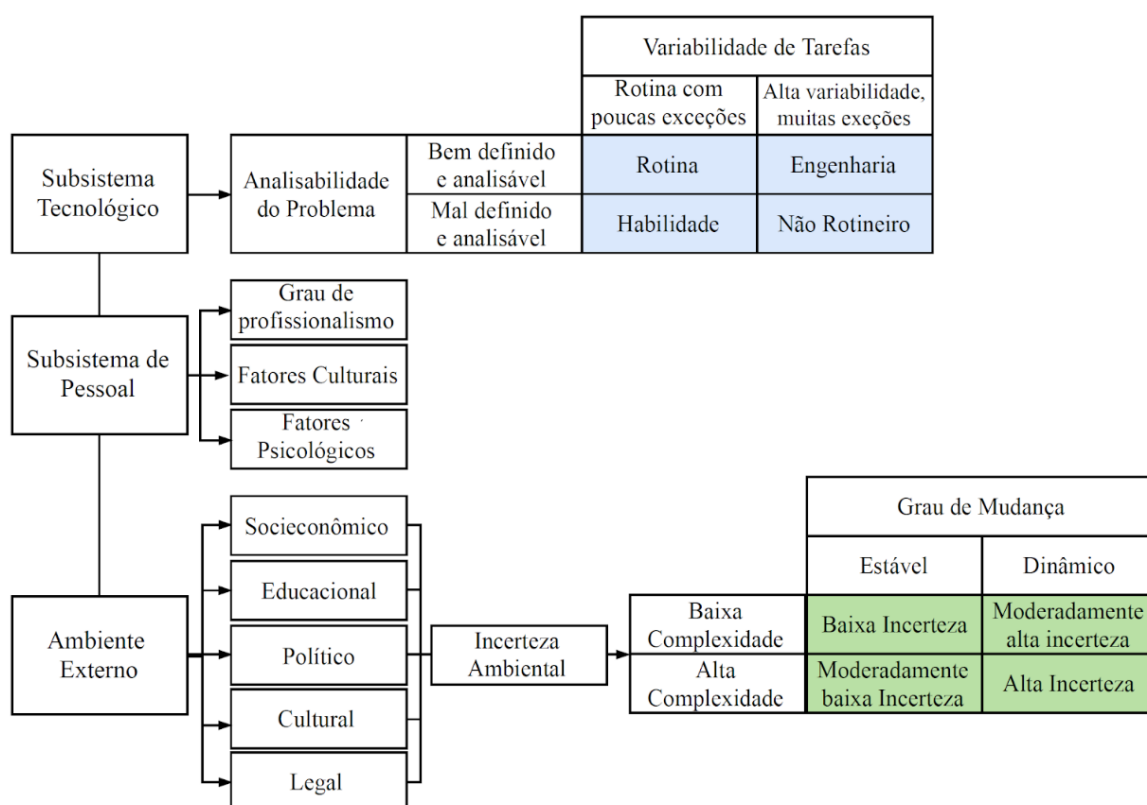 Variabilidade de Tarefas
Rotina com
poucas exceções
Alta variabilidade,
muitas exeções
Subsistema
Tecnológico
Analisabilidade
do Problema
Bem definido
e analisável
Rotina
Engenharia
Mal definido
e analisável
Habilidade
Não Rotineiro
Subsistema de
Pessoal
Grau de
profissionalismo
Fatores Culturais
Fatores
Psicológicos
Ambiente
Externo
Socieconômico
Educacional
Político
Cultural
Legal
Incerteza
Ambiental
Grau de Mudança
Estável
Dinâmico
Baixa
Complexidade
Baixa Incerteza
Moderadamente
alta incerteza
Alta
Complexidade
Moderadamente
baixa Incerteza
Alta Incerteza